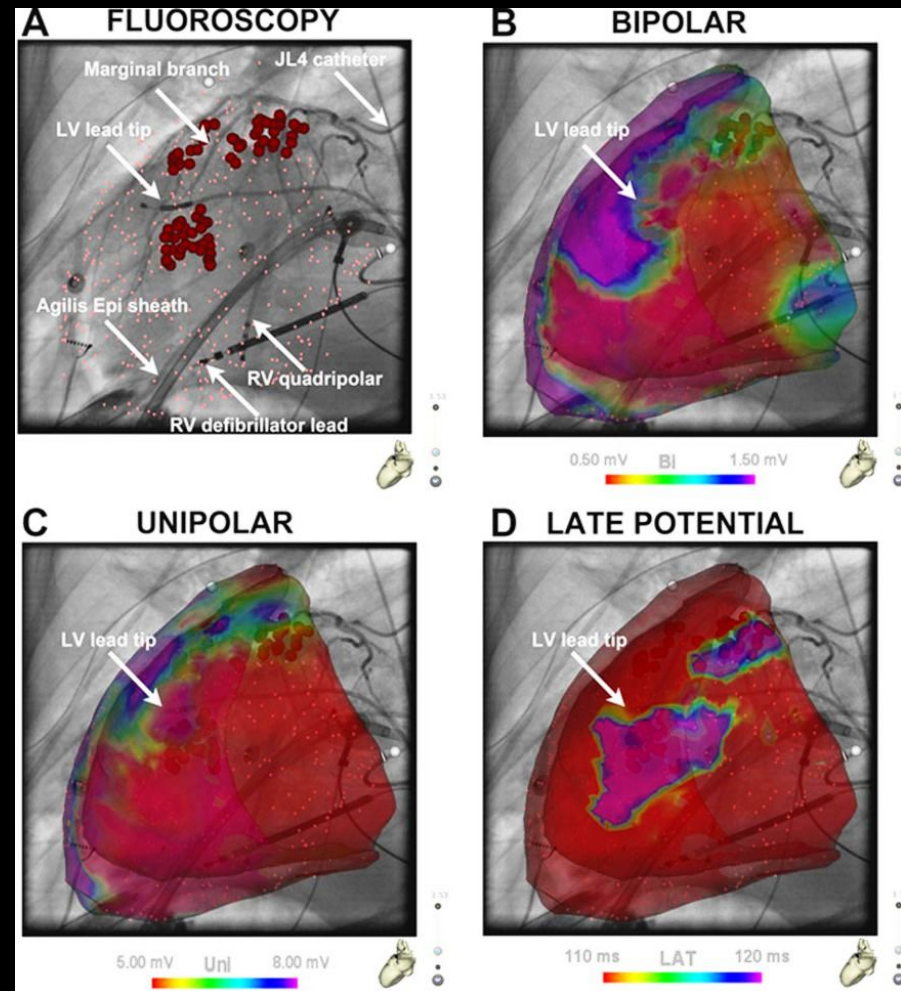 A FLUOROSCOPY
Marginal branch
JL4 catheter
LV lead tip
Agilis Epi sheath
RV quadripolar
RV defibrillator lead
B BIPOLAR
LV lead tip
0.50 mV BI 1.50 mV
C UNIPOLAR
LV lead tip
5.00 mV Uni 8.00 mV
D LATE POTENTIAL
LV lead tip
110 ms LAT 120 ms